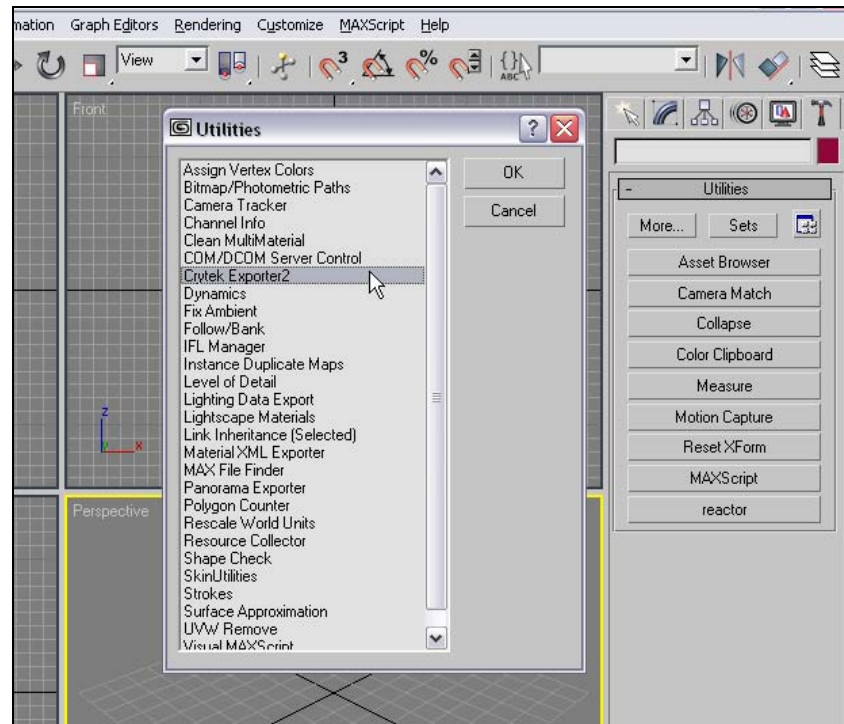 mation Graph Editors Rendering Customize MAXScript Help
View 3 % ABC
Front
Utilities
Assign Vertex Colors
Bitmap/Photometric Paths
Camera Tracker
Channel Info
Clean MultiMaterial
COM/DCOM Server Control
Crytek Exporter2
Dynamics
Fix Ambient
Follow/Bank
IFL Manager
Instance Duplicate Maps
Level of Detail
Lighting Data Export
Lightscape Materials
Link Inheritance (Selected)
Material XML Exporter
MAX File Finder
Panorama Exporter
Polygon Counter
Rescale World Units
Resource Collector
Shape Check
SkinUtilities
Strokes
Surface Approximation
UVW Remove
Visual MAXScript
OK
Cancel
z
y x
Perspective
- Utilities
More... Sets
Asset Browser
Camera Match
Collapse
Color Clipboard
Measure
Motion Capture
Reset XForm
MAXScript
reactor